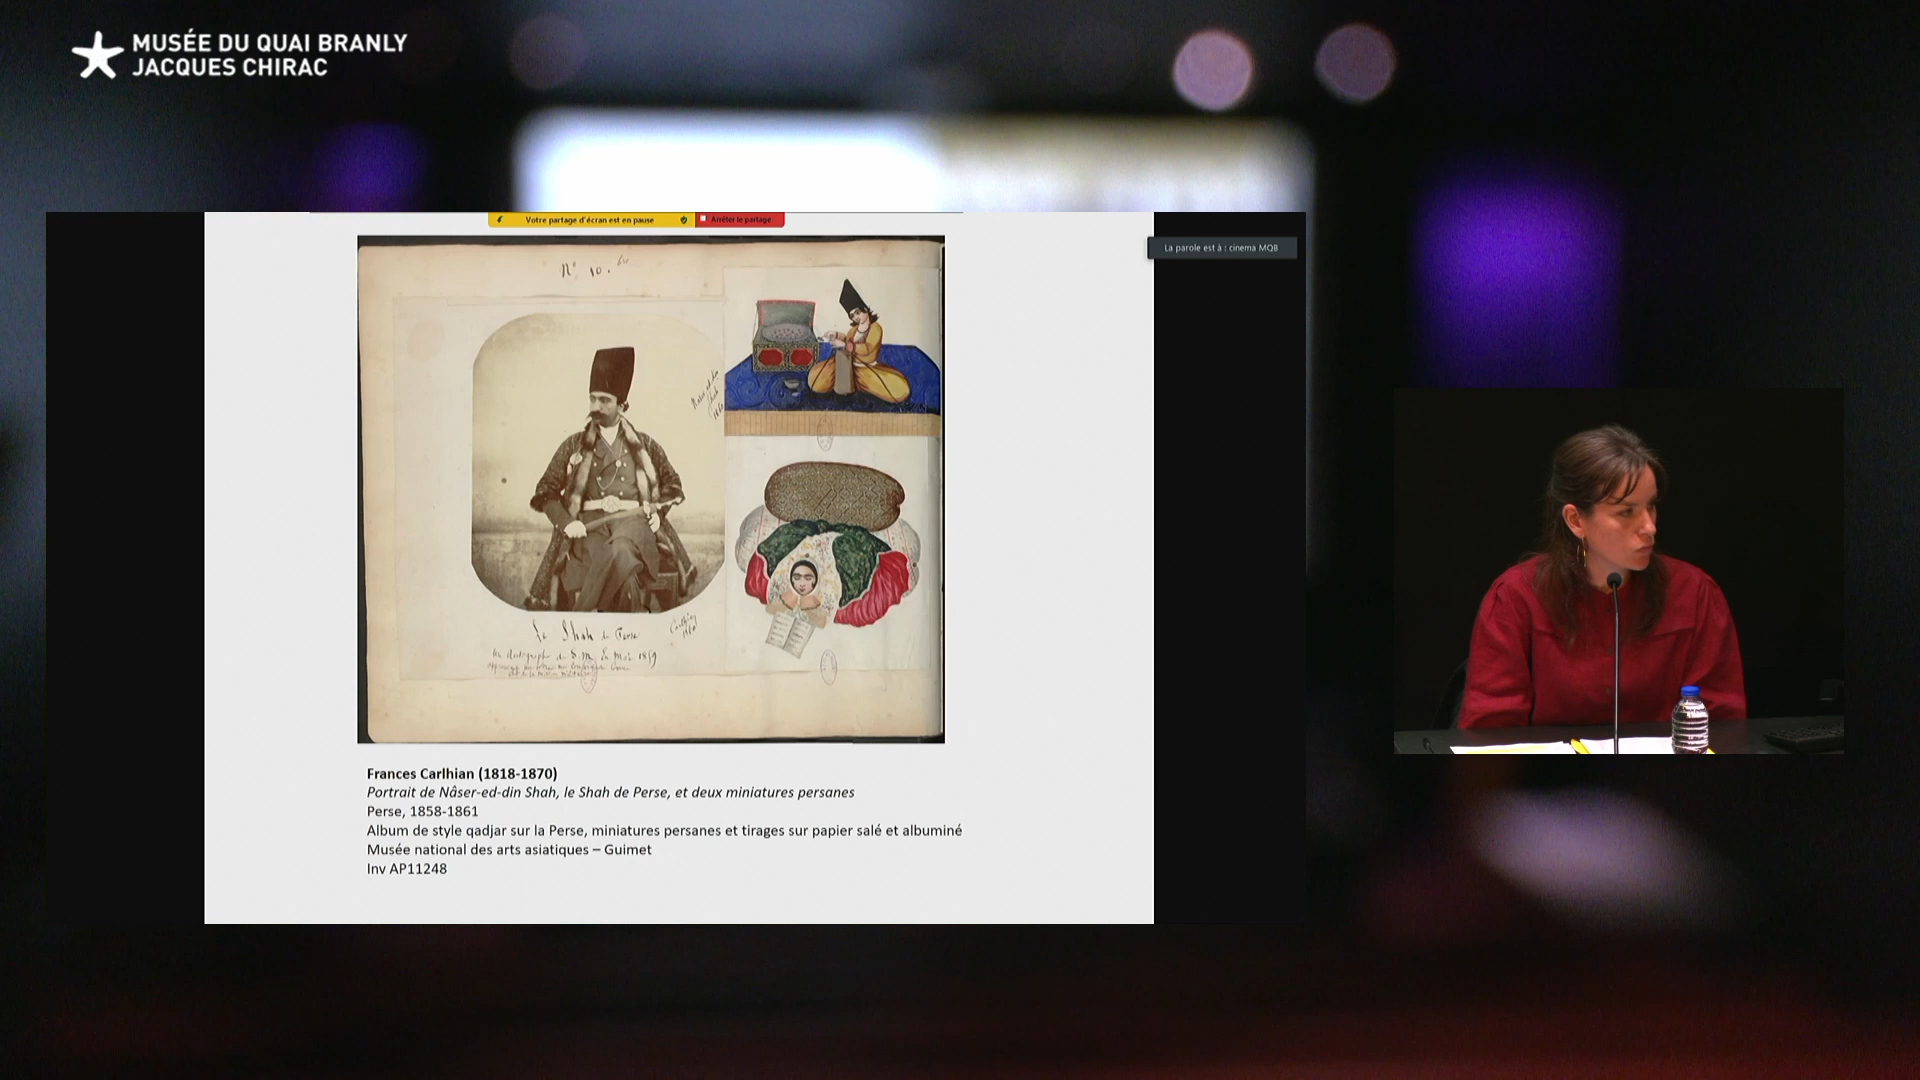 MUSÉE DU QUAI BRANLY
JACQUES CHIRAC
Votre partage d'écran est en pause
Arrêter le partage
La parole est à : cinema MQB
N° 10.
Le Shah de Perse
Carlhian
1860
Frances Carlhian (1818-1870)
Portrait de Nâser-ed-din Shah, le Shah de Perse, et deux miniatures persanes
Perse, 1858-1861
Album de style qadjar sur la Perse, miniatures persanes et tirages sur papier salé et albuminé
Musée national des arts asiatiques – Guimet
Inv AP11248